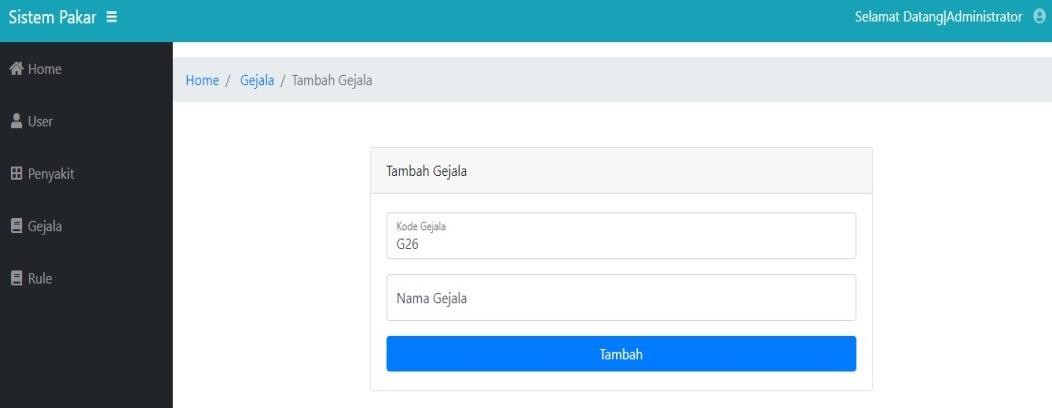 Sistem Pakar
Selamat Datang|Administrator
Home
User
Penyakit
Gejala
Rule
Home / Gejala / Tambah Gejala
Tambah Gejala
Kode Gejala
G26
Nama Gejala
Tambah